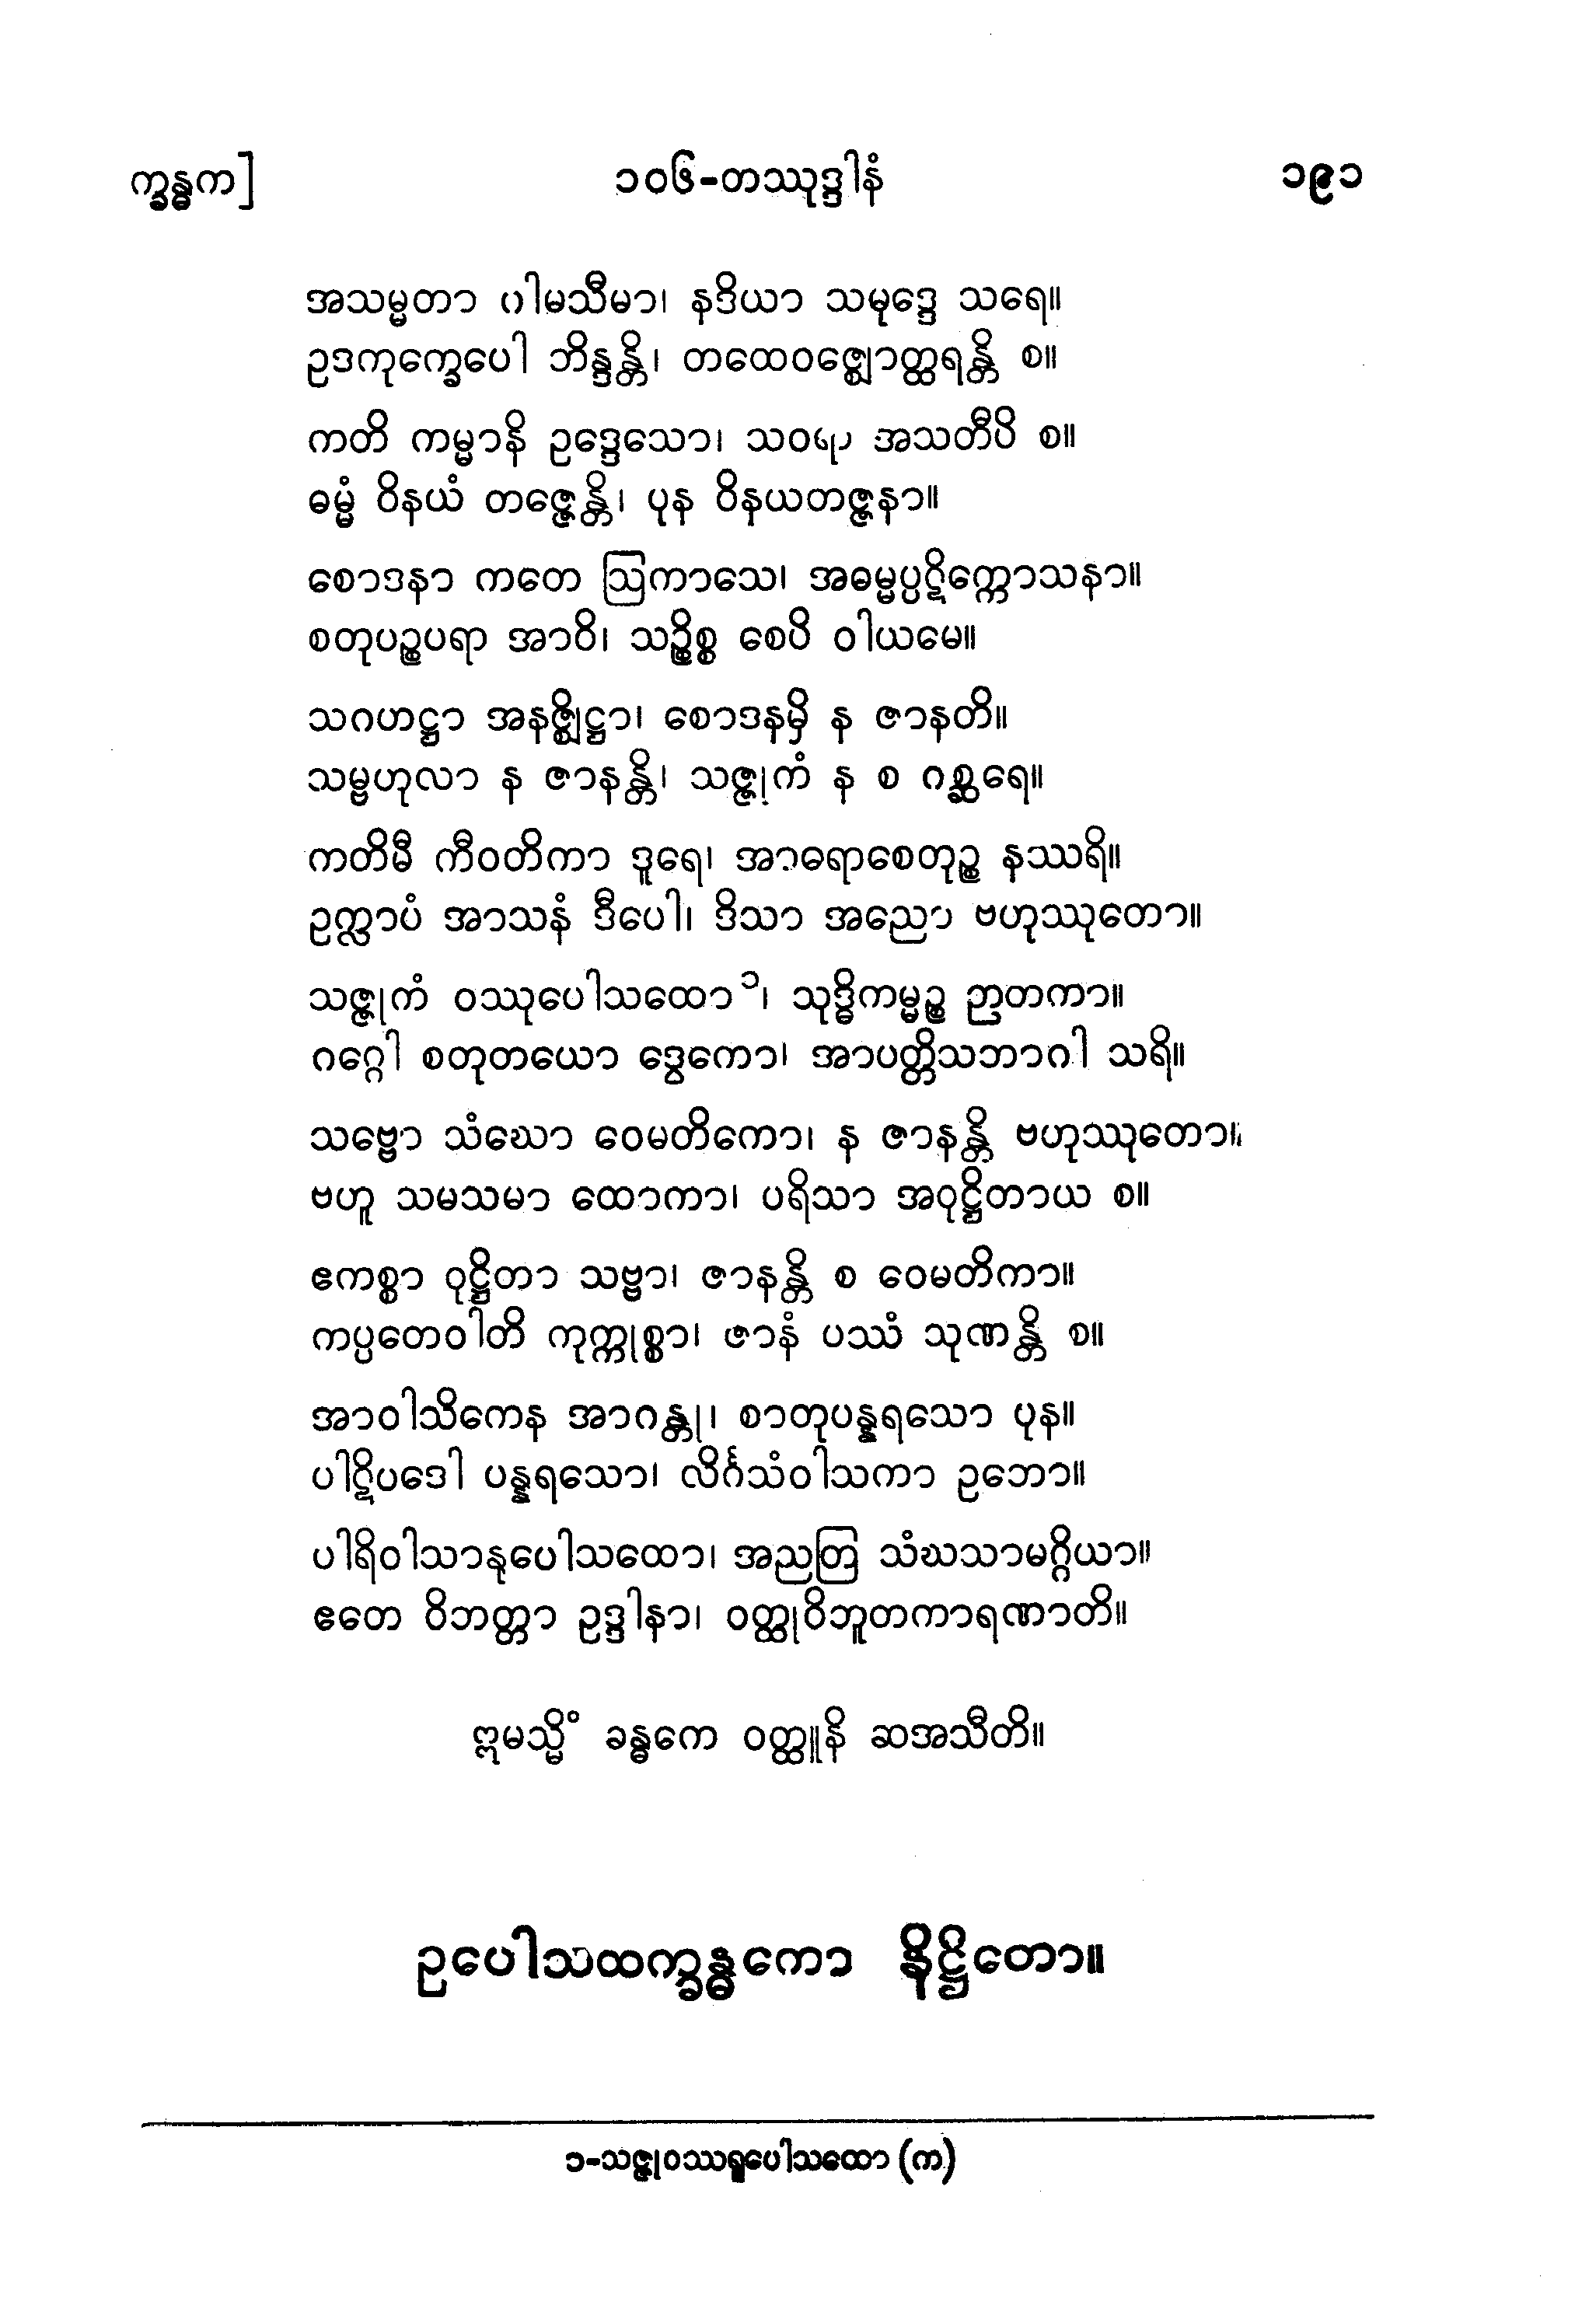 က္ခန္ဓက]
၁၀၆-တဿုဒ္ဒါနံ
၁၉၁
အသမ္မတာ ဂါမသီမာ၊ နဒိယာ သမုဒ္ဒေ သရေ။
ဥဒကုက္ခေပေါ ဘိန္ဒန္တိ၊ တထေဝဇ္ဈောတ္ထရန္တိ စ။
ကတိ ကမ္မာနိ ဥဒ္ဒေသော၊ သဝရာ အသတီပိ စ။
ဓမ္မံ ဝိနယံ တဇ္ဇေန္တိ၊ ပုန ဝိနယတဇ္ဇနာ။
စောဒနာ ကတေ ဩကာသေ၊ အဓမ္မပ္ပဋိက္ကောသနာ။
စတုပဉ္စပရာ အာဝိ၊ သဉ္စိစ္စ စေပိ ဝါယမေ။
သဂဟဋ္ဌာ အနဇ္ဈိဋ္ဌာ၊ စောဒနမှိ န ဇာနတိ။
သမ္ဗဟုလာ န ဇာနန္တိ၊ သဇ္ဇုကံ န စ ဂစ္ဆရေ။
ကတိမီ ကီဝတိကာ ဒူရေ၊ အာရောစေတုဉ္စ နဿရိ။
ဥက္လာပံ အာသနံ ဒီပေါ၊ ဒိသာ အညော ဗဟုဿုတော။
သဇ္ဇုကံ ဝဿုပေါသထော၁၊ သုဒ္ဓိကမ္မဉ္စ ဉာတကာ။
ဂဂ္ဂေါ စတုတယော ဒွေကော၊ အာပတ္တိသဘာဂါ သရိ။
သဗ္ဗော သံဃော ဝေမတိကော၊ န ဇာနန္တိ ဗဟုဿုတော။
ဗဟူ သမသမာ ထောကာ၊ ပရိသာ အဝုဋ္ဌိတာယ စ။
ဧကစ္စာ ဝုဋ္ဌိတာ သဗ္ဗာ၊ ဇာနန္တိ စ ဝေမတိကာ။
ကပ္ပတေဝါတိ ကုက္ကုစ္စာ၊ ဇာနံ ပဿံ သုဏန္တိ စ။
အာဝါသိကေန အာဂန္တု၊ စာတုပန္နရသော ပုန။
ပါဋိပဒေါ ပန္နရသော၊ လိင်္ဂသံဝါသကာ ဥဘော။
ပါရိဝါသာနုပေါသထော၊ အညတြ သံဃသာမဂ္ဂိယာ။
ဧတေ ဝိဘတ္တာ ဥဒ္ဒါနာ၊ ဝတ္ထုဝိဘူတကာရဏာတိ။
ဣမသ္မိံ ခန္ဓကေ ဝတ္ထူနိ ဆအသီတိ။
ဥပေါသထက္ခန္ဓကော နိဋ္ဌိတော။
၁-သဇ္ဇုဝဿရူပေါသထော (က)